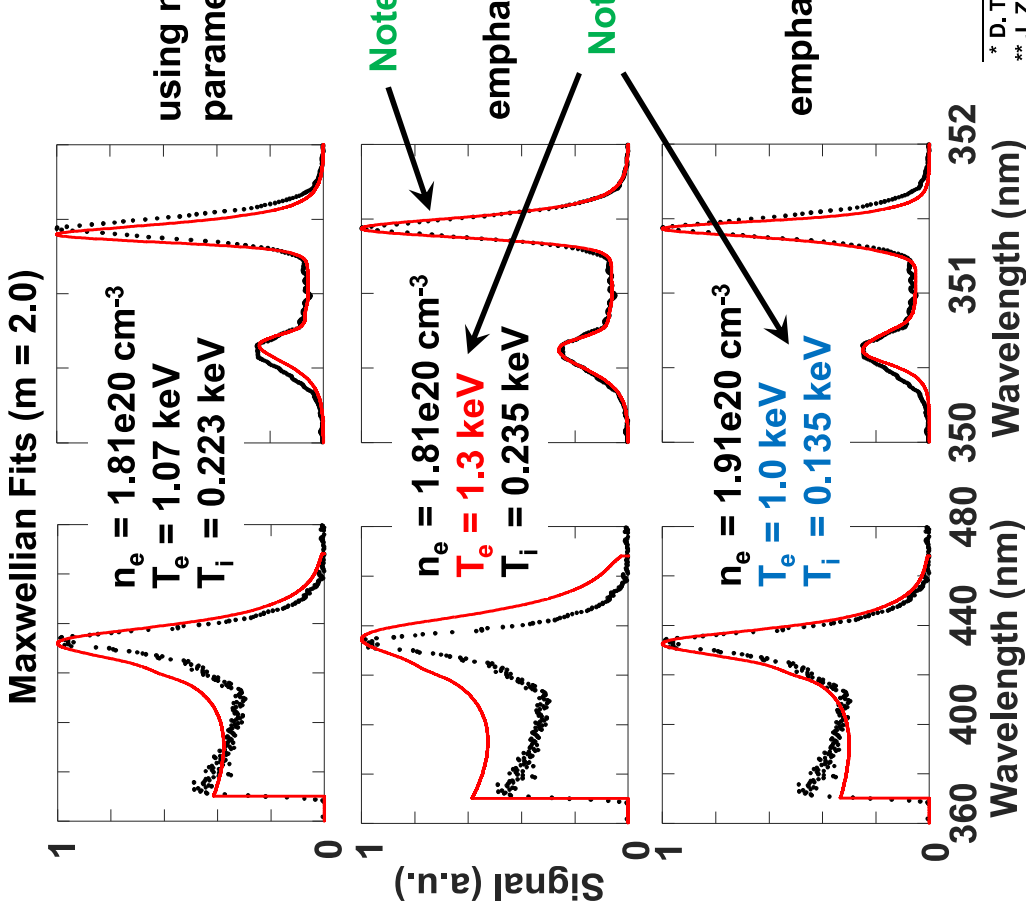 Maxwellian Fits (m = 2.0)
using
parame
n_e = 1.81e20 cm^-3
T_e = 1.07 keV
T_i = 0.223 keV
Note
n_e = 1.81e20 cm^-3
T_e = 1.3 keV
T_i = 0.235 keV
empha
Not
n_e = 1.91e20 cm^-3
T_e = 1.0 keV
T_i = 0.135 keV
empha
Signal (a.u.)
1
0
1
0
1
0
360 400 440 480
Wavelength (nm)
350 351 352
Wavelength (nm)
* D. T
** J. Z